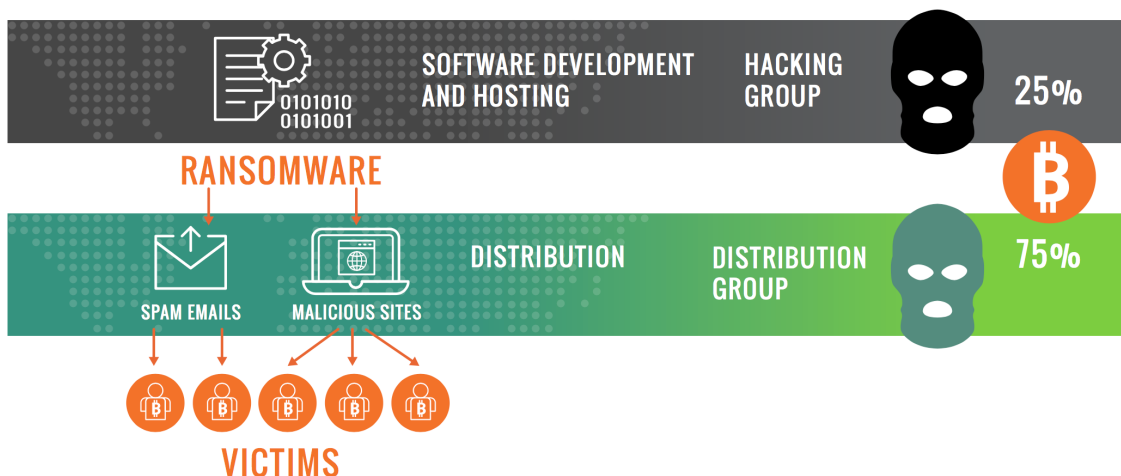 SOFTWARE DEVELOPMENT
AND HOSTING
HACKING
GROUP
25%
0101010
0101001
RANSOMWARE
DISTRIBUTION
DISTRIBUTION
GROUP
75%
SPAM EMAILS
MALICIOUS SITES
VICTIMS